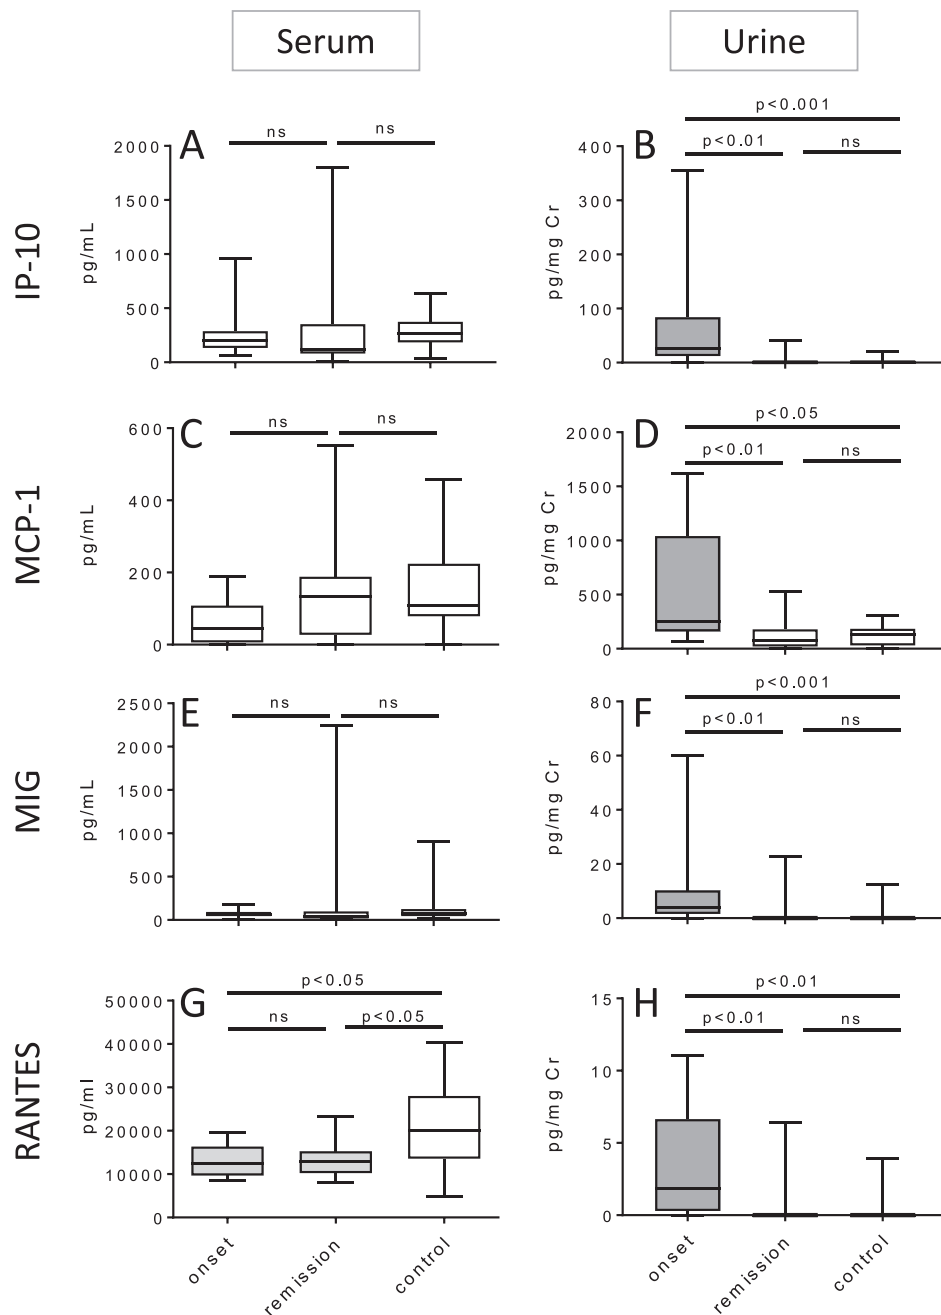 Serum
Urine
IP-10
A
ns
ns
pg/mL
2000
1500
1000
500
0
B
p<0.001
p<0.01
ns
pg/mg Cr
400
300
200
100
0
MCP-1
C
ns
ns
pg/mL
600
400
200
0
D
p<0.05
p<0.01
ns
pg/mg Cr
2000
1500
1000
500
0
MIG
E
ns
ns
pg/mL
2500
2000
1500
1000
500
0
F
p<0.001
p<0.01
ns
pg/mg Cr
80
60
40
20
0
RANTES
G
p<0.05
ns
p<0.05
pg/ml
50000
40000
30000
20000
10000
0
onset
remission
control
H
p<0.01
p<0.01
ns
pg/mg Cr
15
10
5
0
onset
remission
control